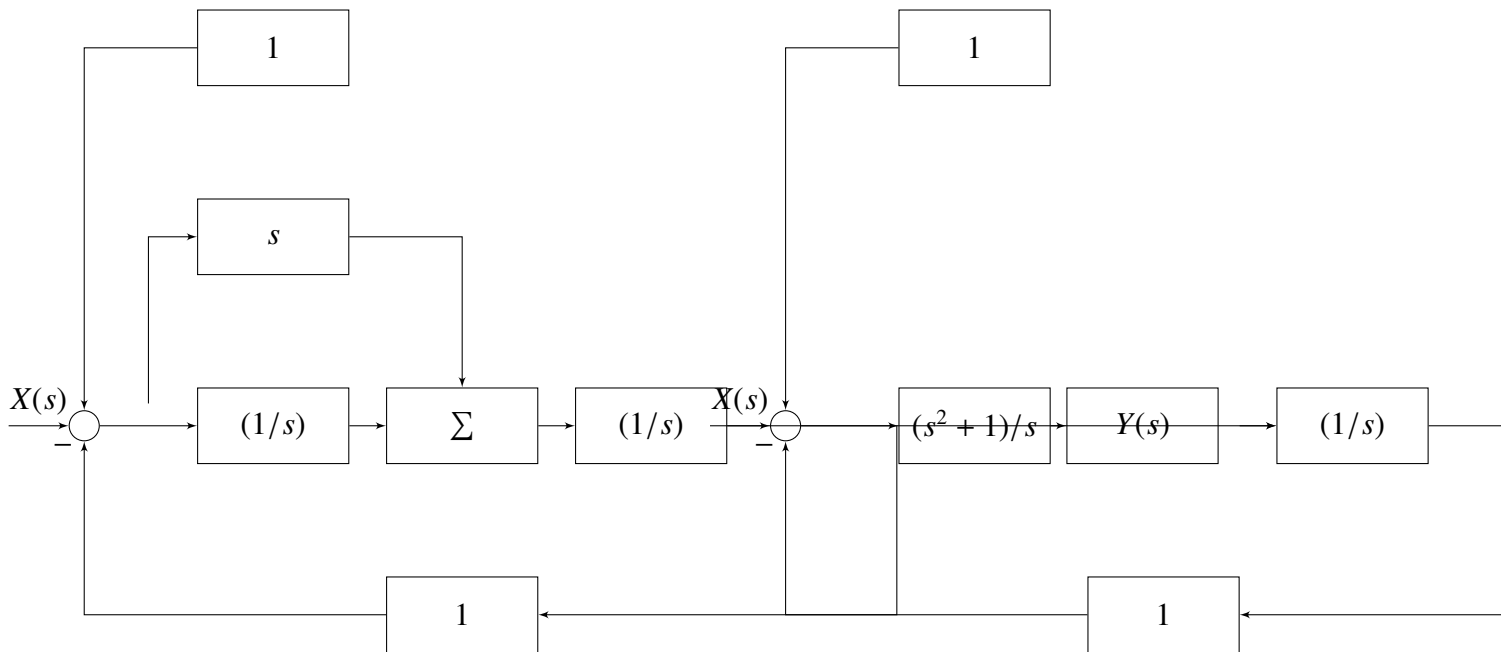 1
1
s
X(s)
−
(1/s)
Σ
(1/s)
X(s)
−
(s² + 1)/s
Y(s)
(1/s)
1
1